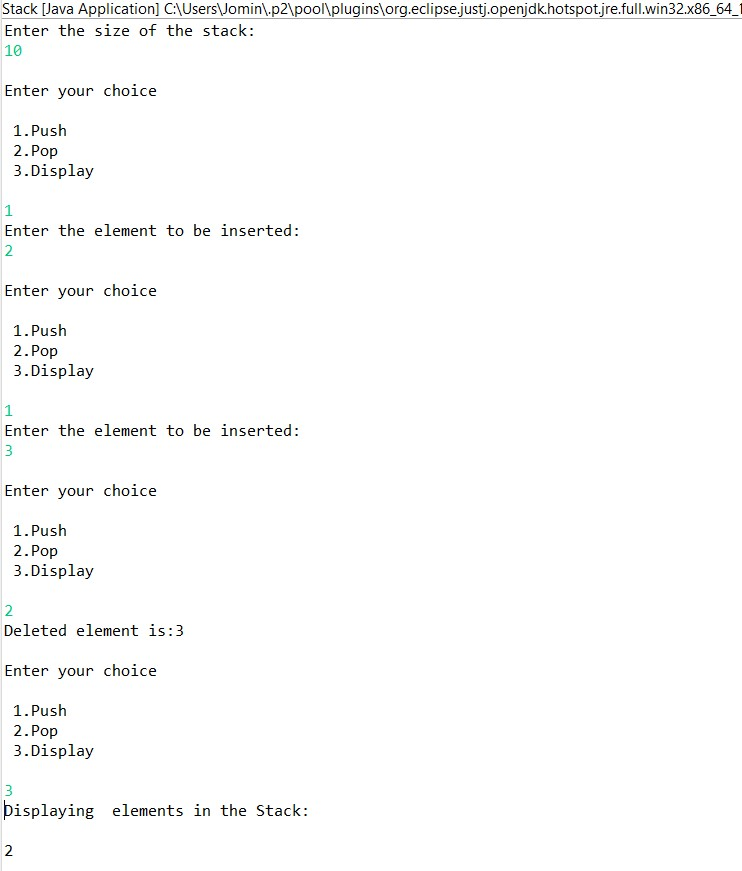 Stack [Java Application] C:\Users\Jomin\.p2\pool\plugins\org.eclipse.justj.openjdk.hotspot.jre.full.win32.x86_64_1
Enter the size of the stack:
10
Enter your choice
1.Push
2.Pop
3.Display
1
Enter the element to be inserted:
2
Enter your choice
1.Push
2.Pop
3.Display
1
Enter the element to be inserted:
3
Enter your choice
1.Push
2.Pop
3.Display
2
Deleted element is:3
Enter your choice
1.Push
2.Pop
3.Display
3
Displaying  elements in the Stack:
2